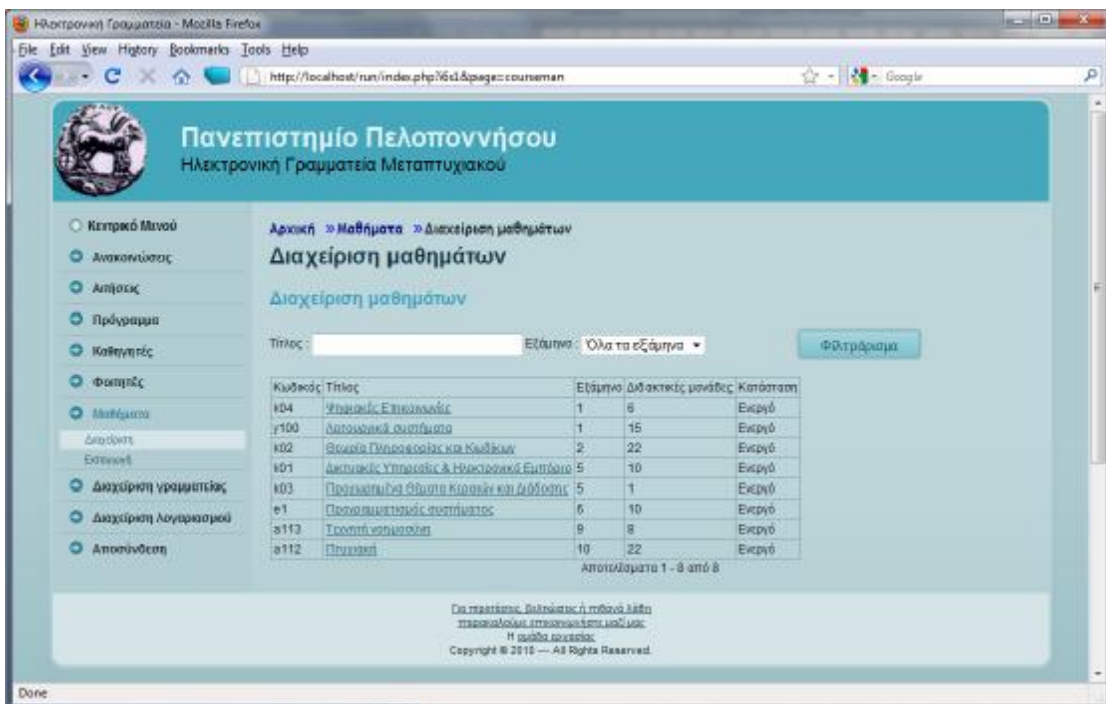 Ηλεκτρονική Γραμματεία - Mozilla Firefox
File Edit View History Bookmarks Tools Help
http://localhost/run/index.php?i6s1&page=courseman
Google
Πανεπιστημίο Πελοποννήσου
Ηλεκτρονική Γραμματεία Μεταπτυχιακού
Κεντρικό Μενού
Ανακοινώσεις
Αιτήσεις
Πρόγραμμα
Καθηγητές
Φοιτητές
Μαθήματα
Διαχείριση
Εισαγωγή
Διαχείριση γραμματείας
Διαχείριση λογαριασμού
Αποσύνδεση
Αρχική » Μαθήματα » Διαχείριση μαθημάτων
Διαχείριση μαθημάτων
Διαχείριση μαθημάτων
Τίτλος : Εξάμηνο : Όλα τα εξάμηνα Φιλτράρισμα
Κωδικός Τίτλος Εξάμηνο Διδακτικές μονάδες Κατάσταση
k04 Ψηφιακές Επικοινωνίες 1 6 Ενεργό
y100 Λειτουργικά συστήματα 1 15 Ενεργό
k02 Θεωρία Πληροφορίας και Κωδίκων 2 22 Ενεργό
k01 Δικτυακές Υπηρεσίες & Ηλεκτρονικό Εμπόριο 5 10 Ενεργό
k03 Προχωρημένα Θέματα Κεραιών και Διάδοσης 5 1 Ενεργό
e1 Προγραμματισμός συστήματος 6 10 Ενεργό
a113 Τεχνητή νοημοσύνη 9 8 Ενεργό
a112 Πτυχιακή 10 22 Ενεργό
Αποτελέσματα 1 - 8 από 8
Για προτάσεις, βελτιώσεις ή πιθανά λάθη
παρακαλούμε επικοινωνήστε μαζί μας
Η ομάδα εργασίας
Copyright © 2010 — All Rights Reserved.
Done